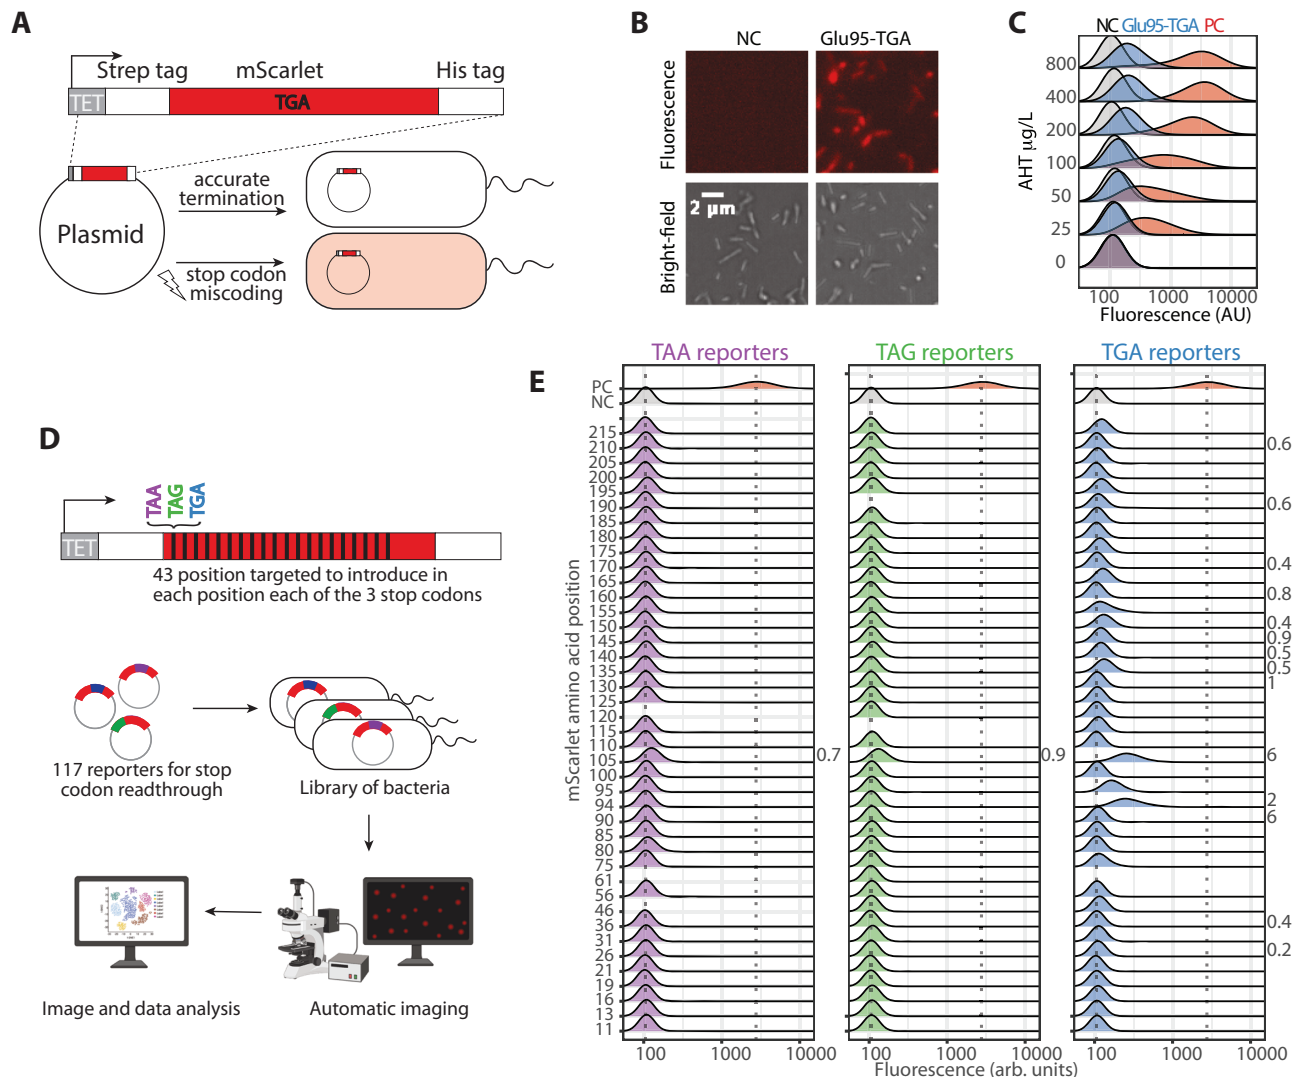 A
Strep tag
mScarlet
His tag
TET
TGA
Plasmid
accurate
termination
stop codon
miscoding
B
NC
Glu95-TGA
Fluorescence
Bright-field
2 µm
C
NC Glu95-TGA PC
AHT µg/L
800
400
200
100
50
25
0
100 1000 10000
Fluorescence (AU)
D
TAA
TAG
TGA
TET
43 position targeted to introduce in
each position each of the 3 stop codons
117 reporters for stop
codon readthrough
Library of bacteria
Image and data analysis
Automatic imaging
E
TAA reporters
TAG reporters
TGA reporters
mScarlet amino acid position
PC
NC
215
210
205
200
195
190
185
180
175
170
165
160
155
150
145
140
135
130
125
120
115
110
105
100
95
94
90
85
80
75
61
56
46
36
31
26
21
19
16
13
11
0.7
0.9
0.6
0.6
0.4
0.8
0.4
0.9
0.5
0.5
1
6
2
6
0.4
0.2
100 1000 10000
100 1000 10000
100 1000 10000
Fluorescence (arb. units)